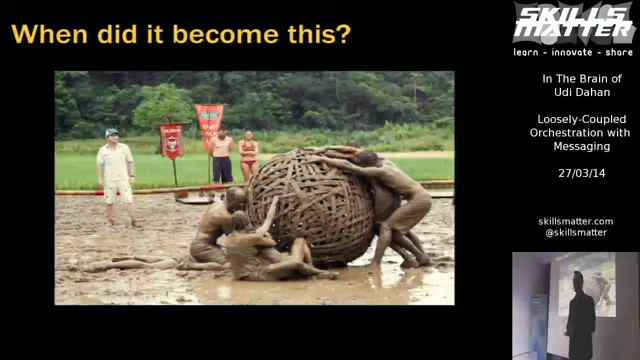 When did it become this?
SKILLS
MATTER
learn - innovate - share
In The Brain of
Udi Dahan
Loosely-Coupled
Orchestration with
Messaging
27/03/14
skillsmatter.com
@skillsmatter